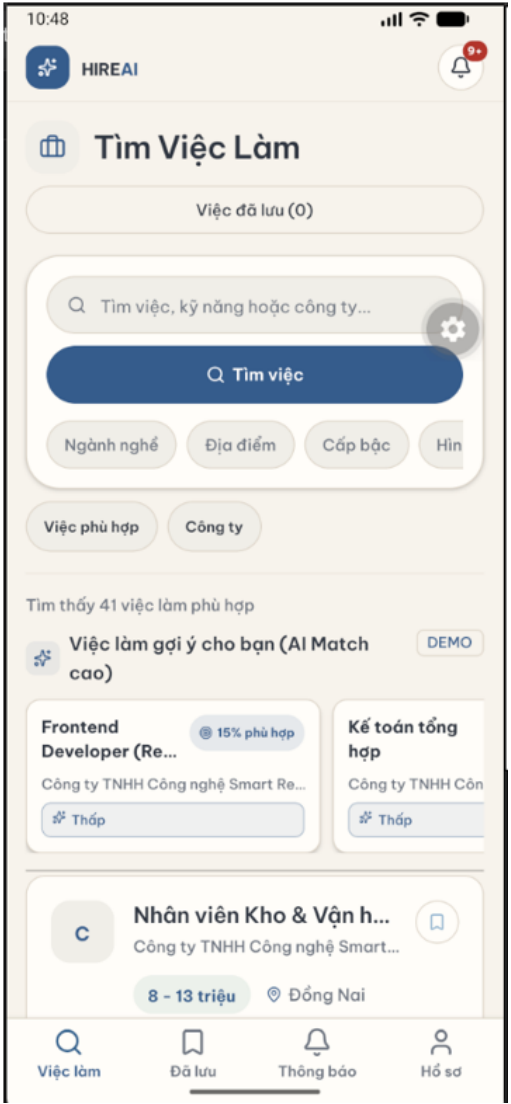 10:48
HIREAI
9+
Tìm Việc Làm
Việc đã lưu (0)
Tìm việc, kỹ năng hoặc công ty...
Tìm việc
Ngành nghề
Địa điểm
Cấp bậc
Hìn
Việc phù hợp
Công ty
Tìm thấy 41 việc làm phù hợp
Việc làm gợi ý cho bạn (AI Match
cao)
DEMO
Frontend
Developer (Re...
15% phù hợp
Công ty TNHH Công nghệ Smart Re...
Thấp
Kế toán tổng
hợp
Công ty TNHH Côn
Thấp
C
Nhân viên Kho & Vận h...
Công ty TNHH Công nghệ Smart...
8 - 13 triệu
Đồng Nai
Việc làm
Đã lưu
Thông báo
Hồ sơ